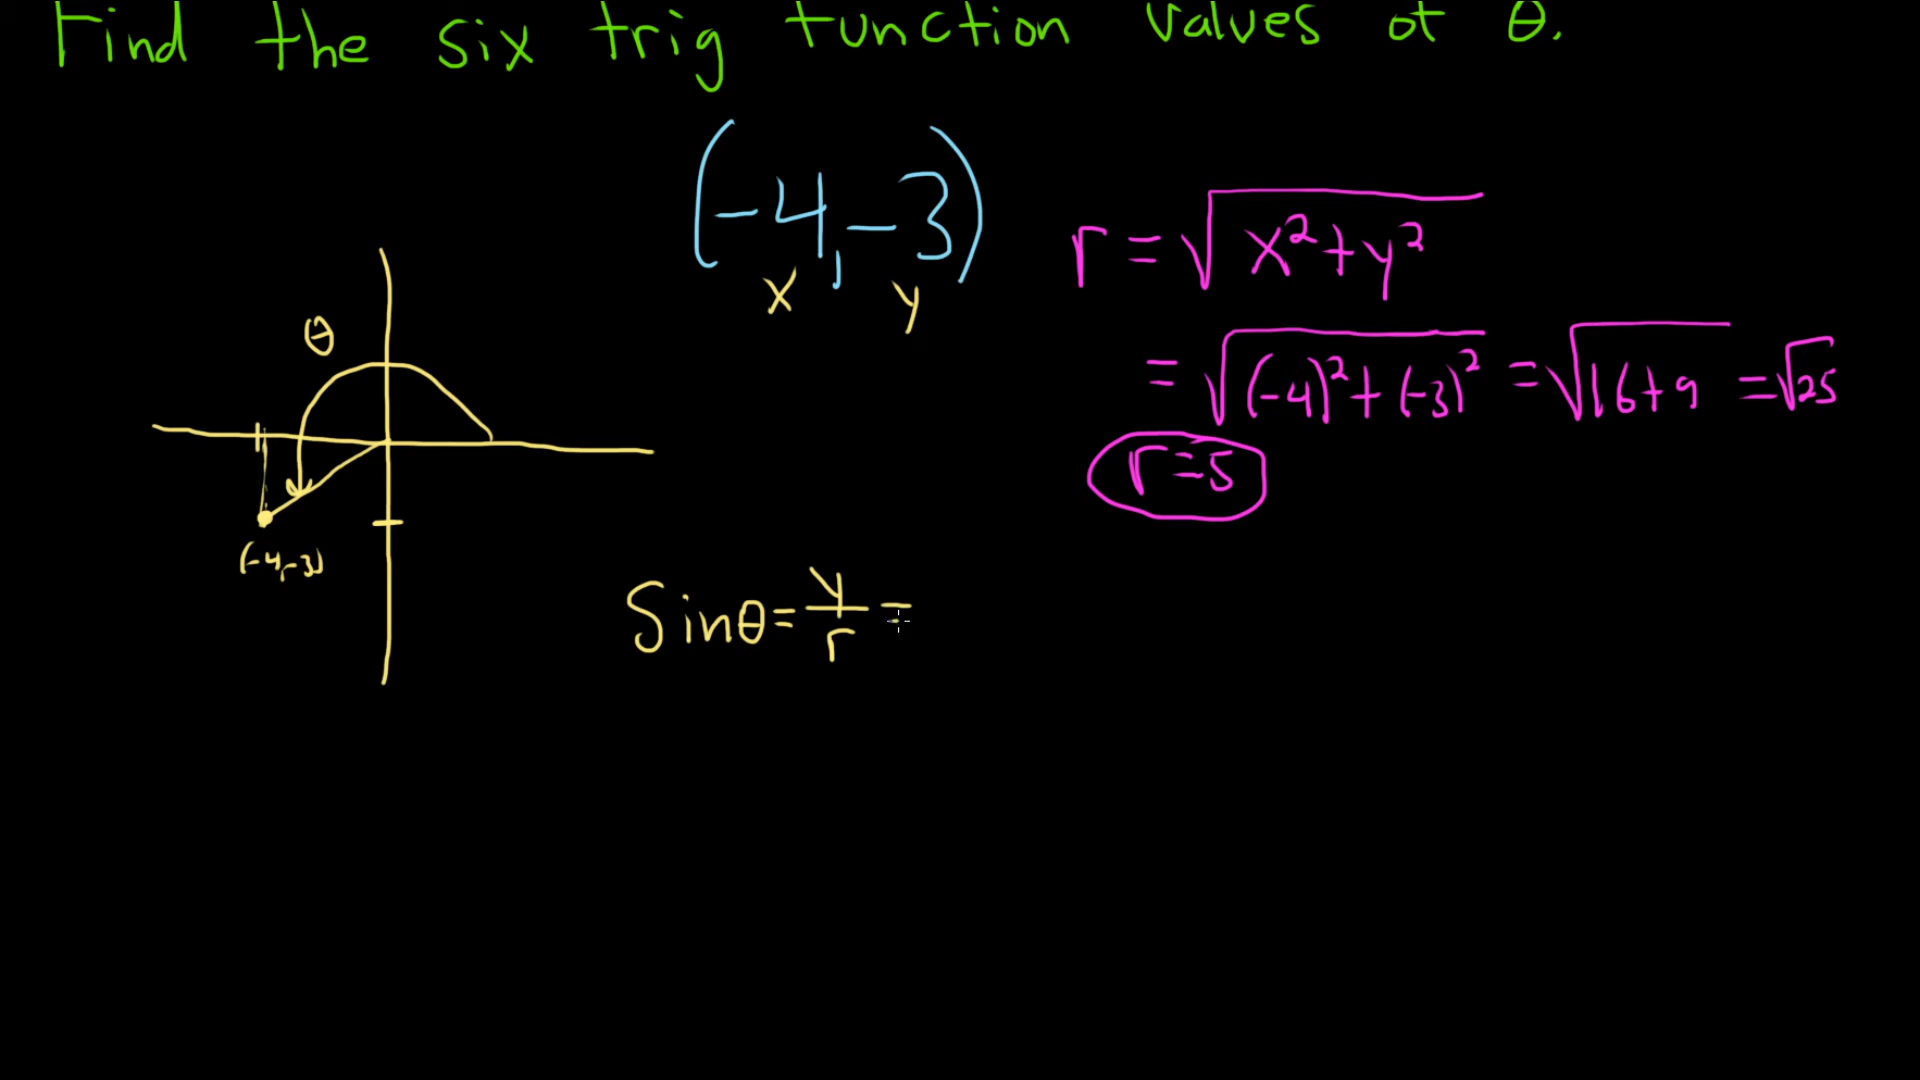 Find the six trig function values of θ.
(-4, -3)
x y
r = √(x² + y²)
= √((-4)² + (-3)²) = √(16+9) = √25
r = 5
θ
(-4, -3)
Sinθ = y/r =